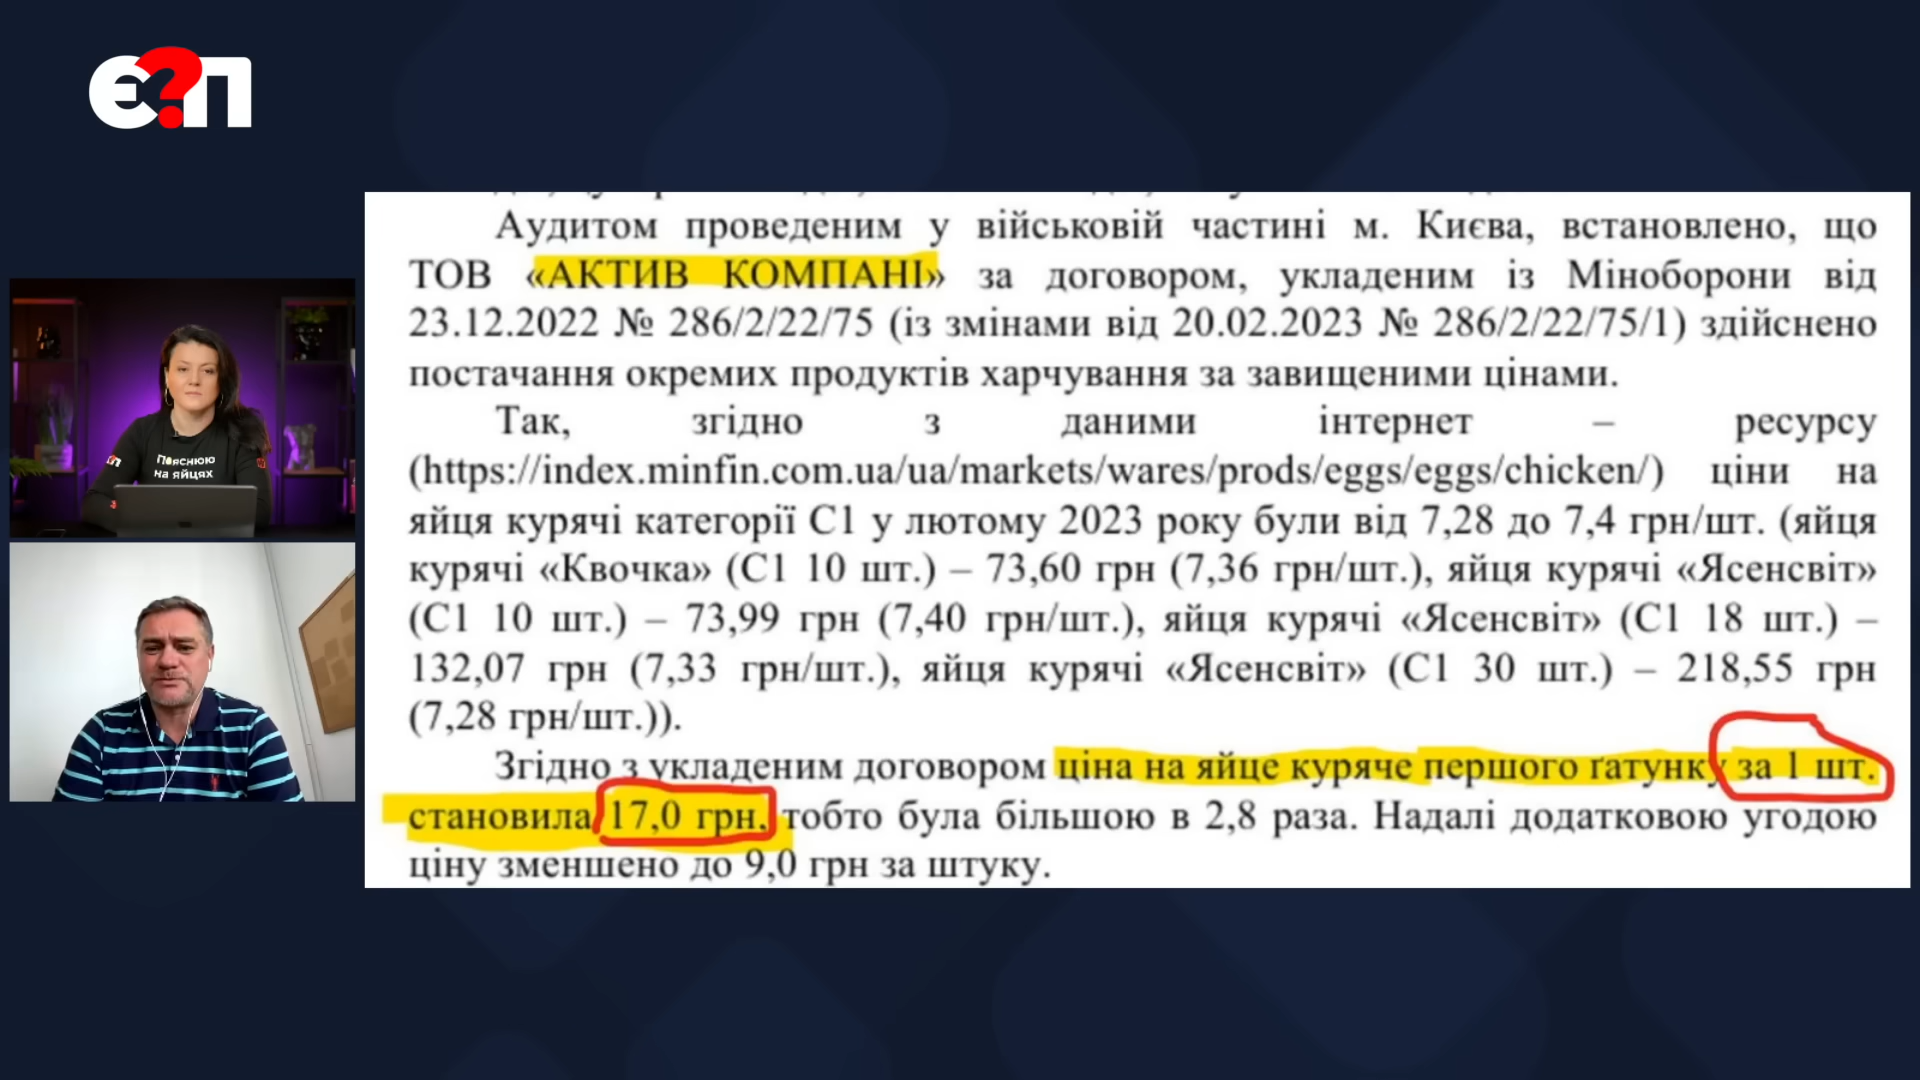 Є?П
Аудитом проведеним у військовій частині м. Києва, встановлено, що
ТОВ «АКТИВ КОМПАНІ» за договором, укладеним із Міноборони від
23.12.2022 № 286/2/22/75 (із змінами від 20.02.2023 № 286/2/22/75/1) здійснено
постачання окремих продуктів харчування за завищеними цінами.
Так, згідно з даними інтернет – ресурсу
(https://index.minfin.com.ua/ua/markets/wares/prods/eggs/eggs/chicken/) ціни на
яйця курячі категорії С1 у лютому 2023 року були від 7,28 до 7,4 грн/шт. (яйця
курячі «Квочка» (С1 10 шт.) – 73,60 грн (7,36 грн/шт.), яйця курячі «Ясенсвіт»
(С1 10 шт.) – 73,99 грн (7,40 грн/шт.), яйця курячі «Ясенсвіт» (С1 18 шт.) –
132,07 грн (7,33 грн/шт.), яйця курячі «Ясенсвіт» (С1 30 шт.) – 218,55 грн
(7,28 грн/шт.)).
Згідно з укладеним договором ціна на яйце куряче першого ґатунку за 1 шт.
становила 17,0 грн, тобто була більшою в 2,8 раза. Надалі додатковою угодою
ціну зменшено до 9,0 грн за штуку.
Пояснюю
на яйцях